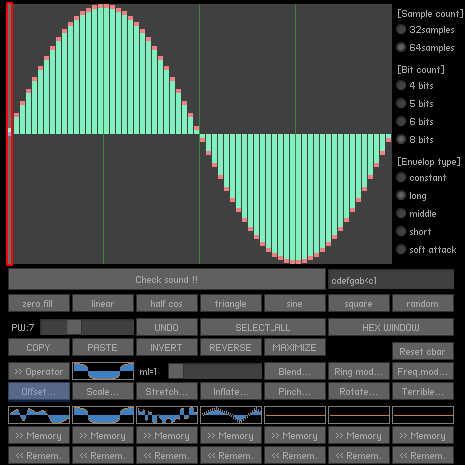 [Sample count]
32samples
64samples
[Bit count]
4 bits
5 bits
6 bits
8 bits
[Envelop type]
constant
long
middle
short
soft attack
Check sound !! cdefgab<c1
zero fill linear half cos triangle sine square random
PW:7 UNDO SELECT_ALL HEX WINDOW
COPY PASTE INVERT REVERSE MAXIMIZE Reset cbar
>> Operator ml=1 Blend... Ring mod... Freq.mod...
Offset... Scale... Stretch... Inflate... Pinch... Rotate... Terrible...
>> Memory >> Memory >> Memory >> Memory >> Memory >> Memory >> Memory
<< Remem. << Remem. << Remem. << Remem. << Remem. << Remem. << Remem.